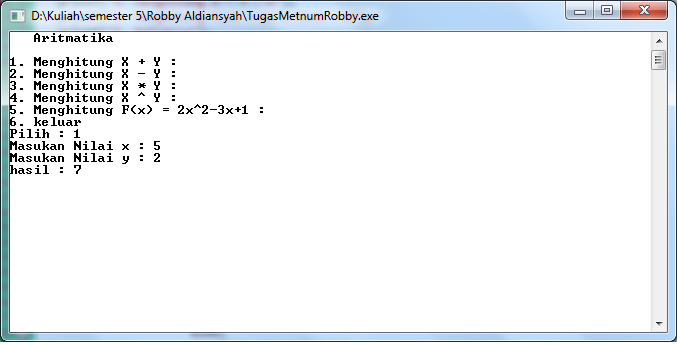 D:\Kuliah\semester 5\Robby Aldiansyah\TugasMetnumRobby.exe
Aritmatika
1. Menghitung X + Y :
2. Menghitung X - Y :
3. Menghitung X * Y :
4. Menghitung X ^ Y :
5. Menghitung F(x) = 2x^2-3x+1 :
6. keluar
Pilih : 1
Masukan Nilai x : 5
Masukan Nilai y : 2
hasil : 7